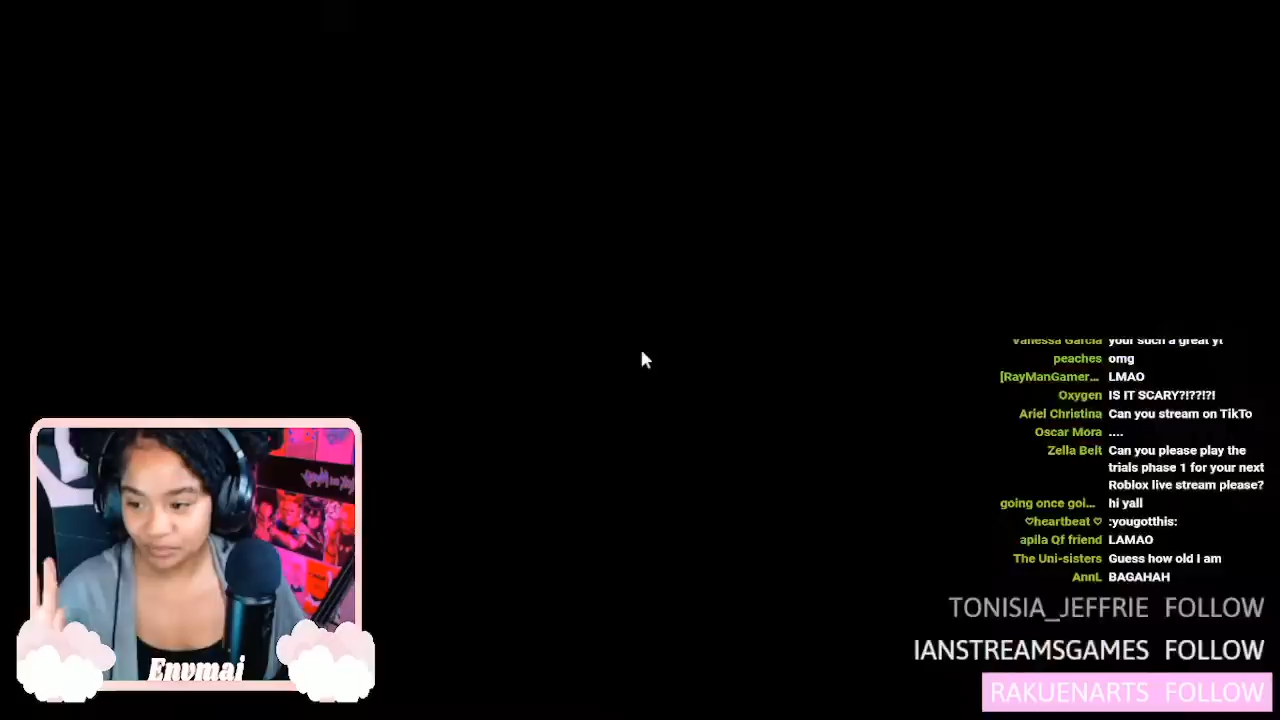 Vanessa Garcia your such a great yt
peaches omg
[RayManGamer... LMAO
Oxygen IS IT SCARY?!??!?!
Ariel Christina Can you stream on TikTo
Oscar Mora ....
Zella Belt Can you please play the
trials phase 1 for your next
Roblox live stream please?
going once goi... hi yall
♡heartbeat ♡ :yougotthis:
apila Qf friend LAMAO
The Uni-sisters Guess how old i am
AnnL BAGAHAH
TONISIA_JEFFRIE FOLLOW
IANSTREAMSGAMES FOLLOW
RAKUENARTS FOLLOW
Envmai